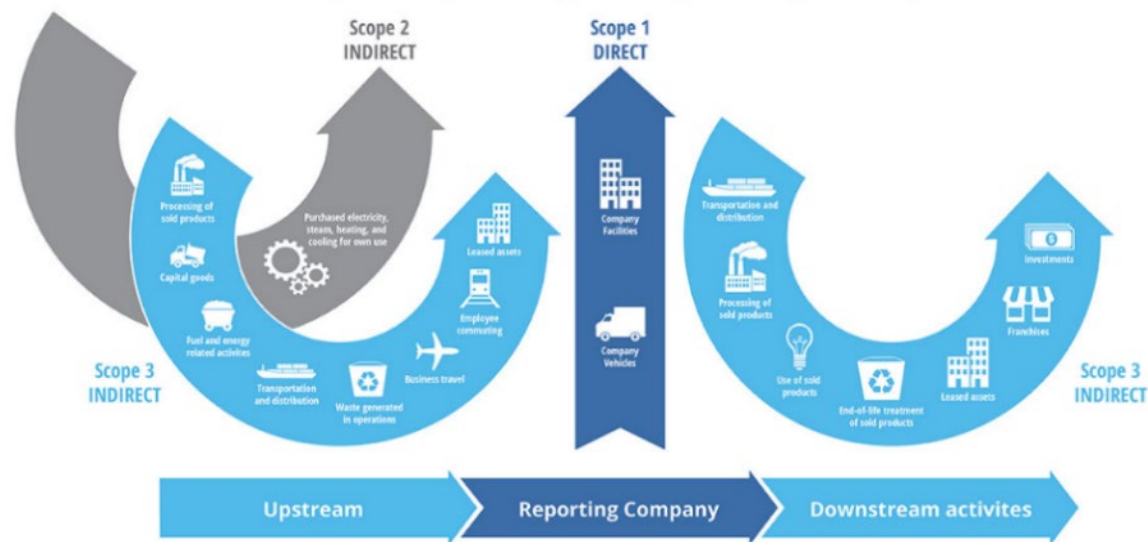 Scope 2
INDIRECT
Scope 1
DIRECT
Processing of
sold products
Capital goods
Fuel and energy
related activites
Transportation
and distribution
Waste generated
in operations
Business travel
Employee
commuting
Leased assets
Purchased electricity,
steam, heating, and
cooling for own use
Scope 3
INDIRECT
Company
Facilities
Company
Vehicles
Transportation and
distribution
Processing of
sold products
Use of sold
products
End-of-life treatment
of sold products
Leased assets
Franchises
Investments
Scope 3
INDIRECT
Upstream
Reporting Company
Downstream activites